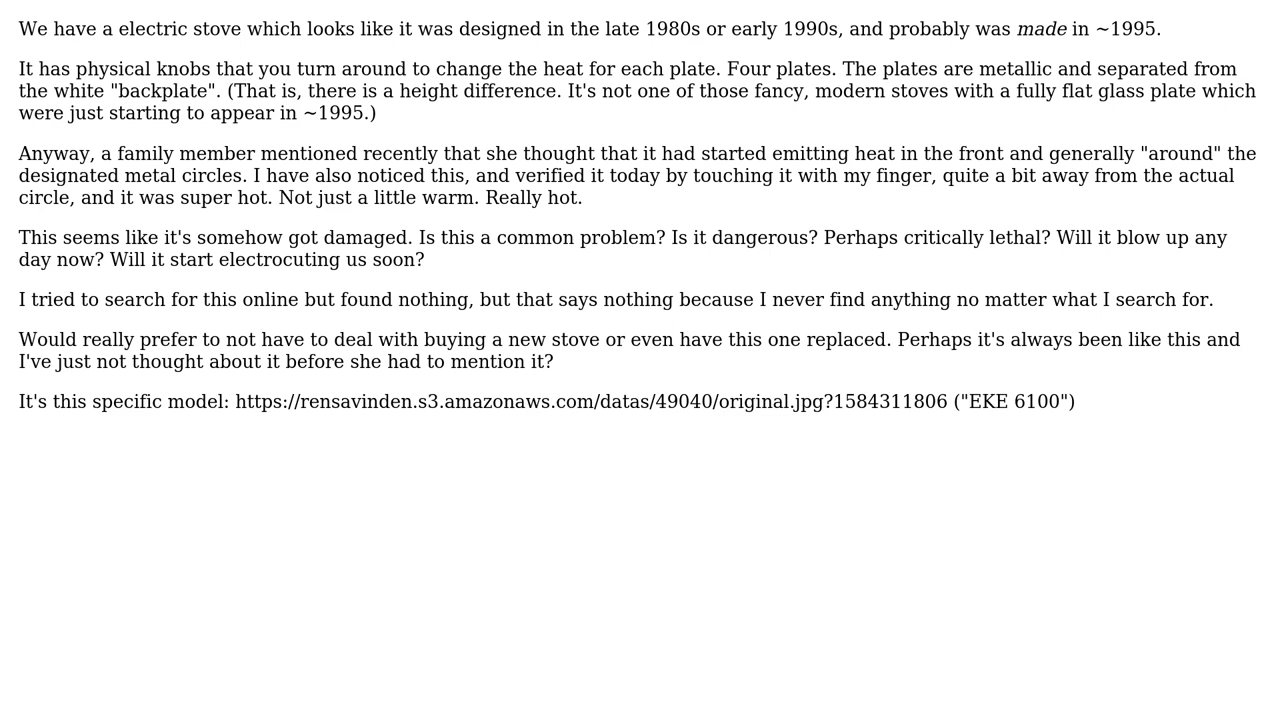 We have a electric stove which looks like it was designed in the late 1980s or early 1990s, and probably was made in ~1995.
It has physical knobs that you turn around to change the heat for each plate. Four plates. The plates are metallic and separated from
the white "backplate". (That is, there is a height difference. It's not one of those fancy, modern stoves with a fully flat glass plate which
were just starting to appear in ~1995.)
Anyway, a family member mentioned recently that she thought that it had started emitting heat in the front and generally "around" the
designated metal circles. I have also noticed this, and verified it today by touching it with my finger, quite a bit away from the actual
circle, and it was super hot. Not just a little warm. Really hot.
This seems like it's somehow got damaged. Is this a common problem? Is it dangerous? Perhaps critically lethal? Will it blow up any
day now? Will it start electrocuting us soon?
I tried to search for this online but found nothing, but that says nothing because I never find anything no matter what I search for.
Would really prefer to not have to deal with buying a new stove or even have this one replaced. Perhaps it's always been like this and
I've just not thought about it before she had to mention it?
It's this specific model: https://rensavinden.s3.amazonaws.com/datas/49040/original.jpg?1584311806 ("EKE 6100")